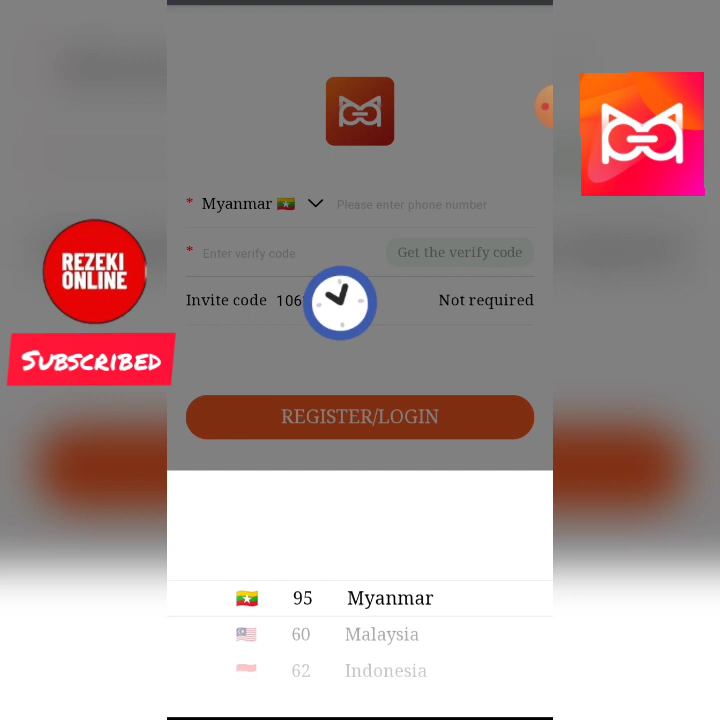 * Myanmar Please enter phone number
* Enter verify code Get the verify code
Invite code Not required
REZEKI
ONLINE
SUBSCRIBED
REGISTER/LOGIN
95 Myanmar
60 Malaysia
62 Indonesia